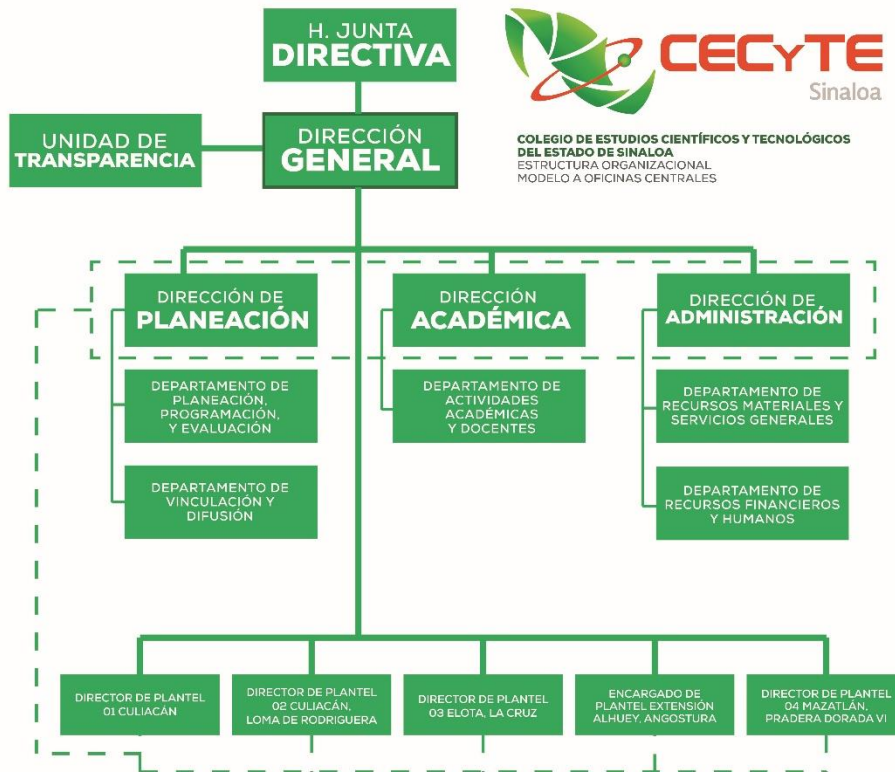 H. JUNTA
DIRECTIVA
CECyTE
Sinaloa
UNIDAD DE
TRANSPARENCIA
DIRECCIÓN
GENERAL
COLEGIO DE ESTUDIOS CIENTÍFICOS Y TECNOLÓGICOS
DEL ESTADO DE SINALOA
ESTRUCTURA ORGANIZACIONAL
MODELO A OFICINAS CENTRALES
DIRECCIÓN DE
PLANEACIÓN
DIRECCIÓN
ACADÉMICA
DIRECCIÓN DE
ADMINISTRACIÓN
DEPARTAMENTO DE
PLANEACIÓN,
PROGRAMACIÓN,
Y EVALUACIÓN
DEPARTAMENTO DE
ACTIVIDADES
ACADÉMICAS
Y DOCENTES
DEPARTAMENTO DE
RECURSOS MATERIALES Y
SERVICIOS GENERALES
DEPARTAMENTO DE
VINCULACIÓN Y
DIFUSIÓN
DEPARTAMENTO DE
RECURSOS FINANCIEROS
Y HUMANOS
DIRECTOR DE PLANTEL
01 CULIACÁN
DIRECTOR DE PLANTEL
02 CULIACÁN,
LOMA DE RODRIGUERA
DIRECTOR DE PLANTEL
03 ELOTA, LA CRUZ
ENCARGADO DE
PLANTEL EXTENSIÓN
ALHUEY, ANGOSTURA
DIRECTOR DE PLANTEL
04 MAZATLÁN,
PRADERA DORADA VI